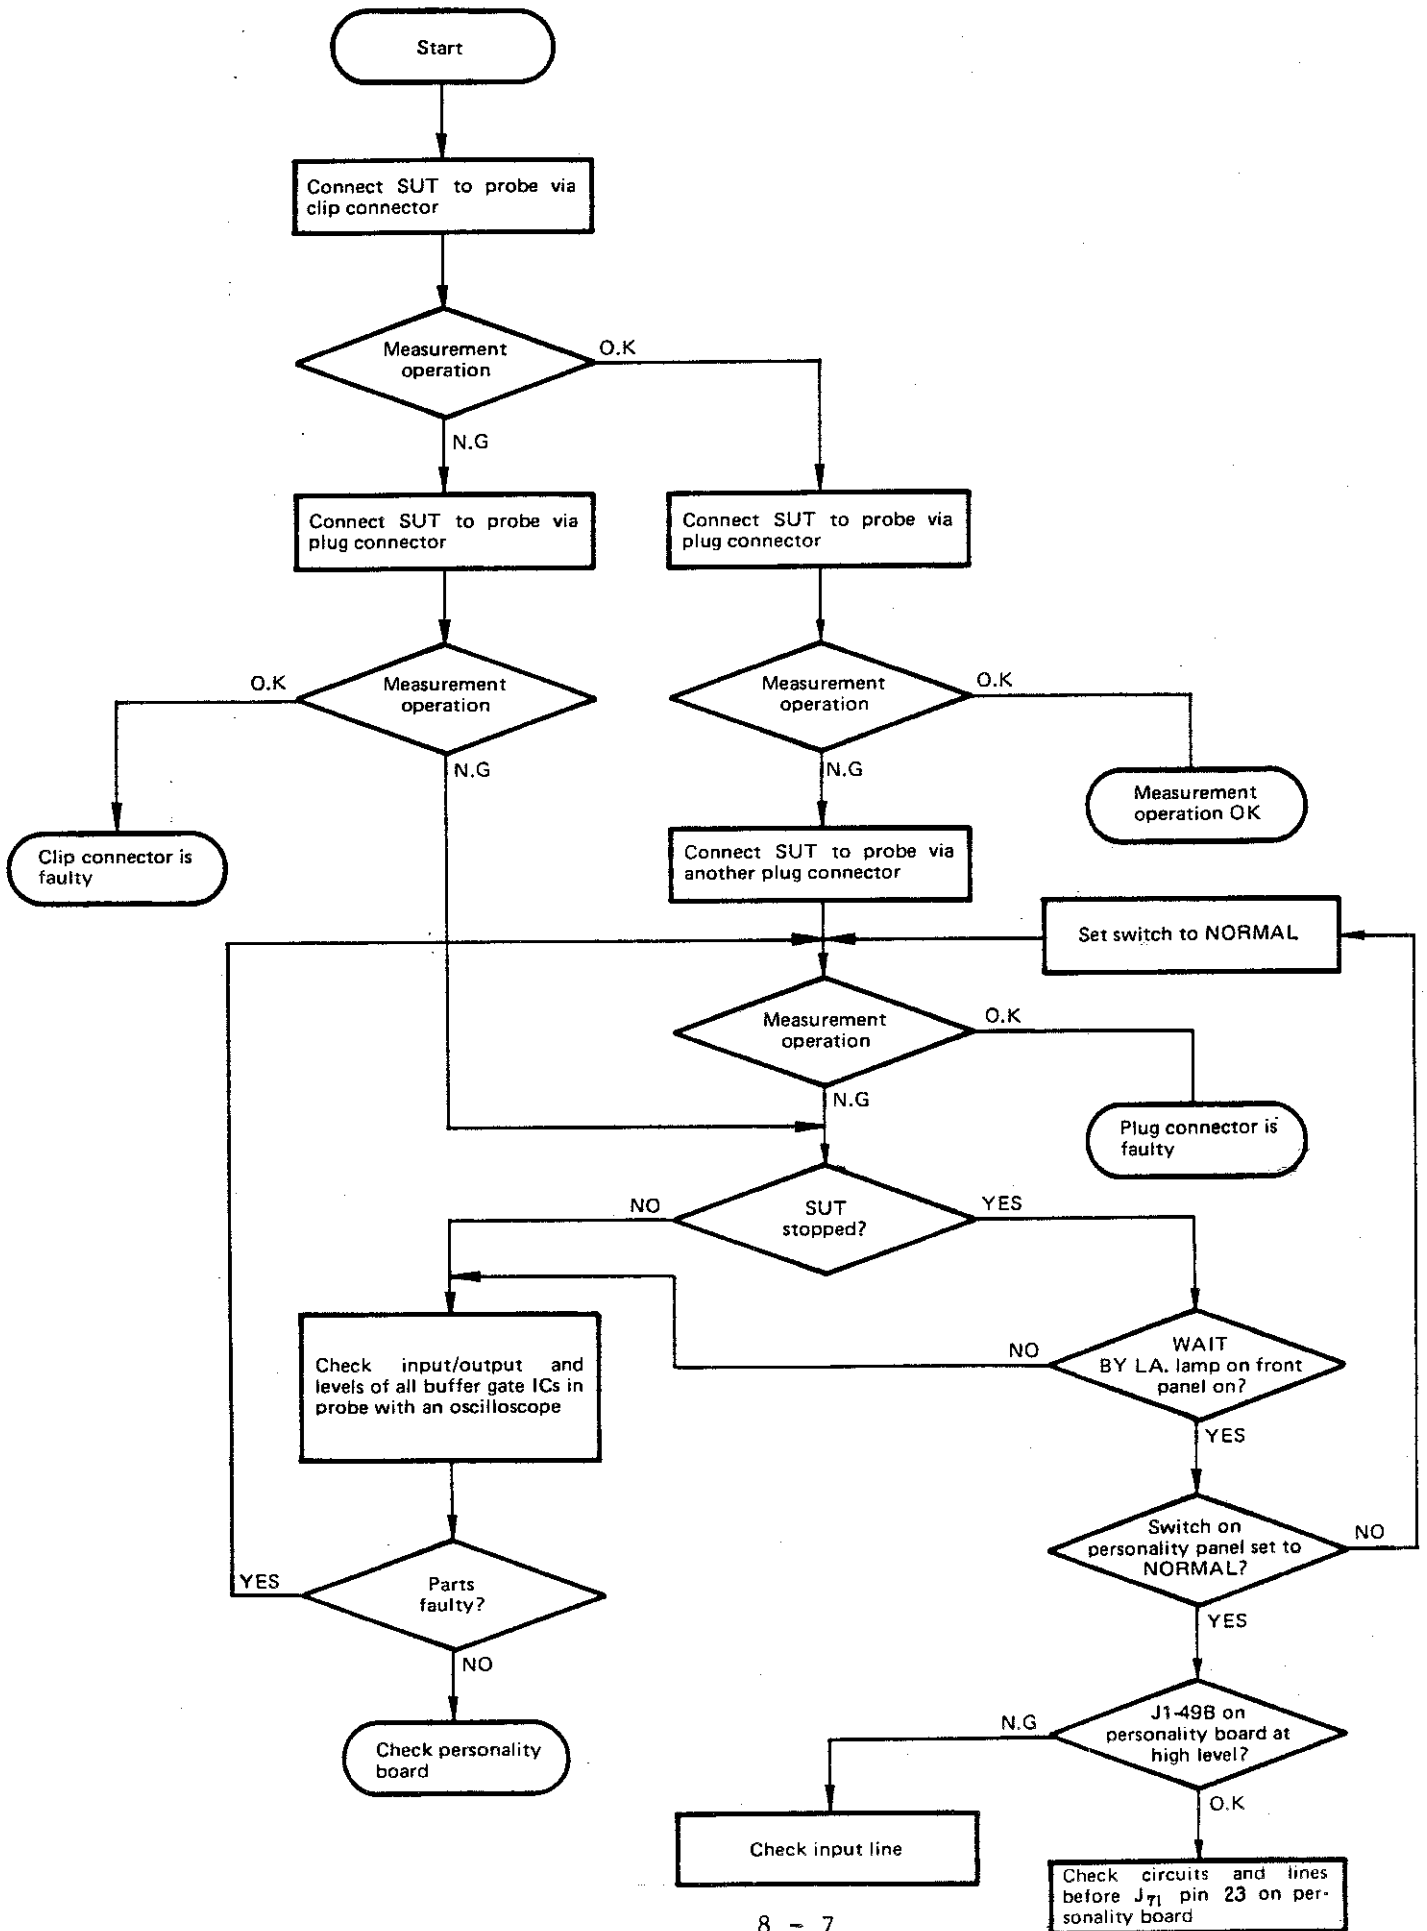 Start
Connect SUT to probe via
clip connector
Measurement
operation
O.K
N.G
Connect SUT to probe via
plug connector
Connect SUT to probe via
plug connector
O.K
Measurement
operation
N.G
Measurement
operation
O.K
N.G
Measurement
operation OK
Clip connector is
faulty
Connect SUT to probe via
another plug connector
Set switch to NORMAL
Measurement
operation
O.K
N.G
Plug connector is
faulty
SUT
stopped?
NO
YES
WAIT
BY LA. lamp on front
panel on?
NO
YES
Check input/output and
levels of all buffer gate ICs in
probe with an oscilloscope
Switch on
personality panel set to
NORMAL?
NO
YES
Parts
faulty?
YES
NO
Check personality
board
J1-49B on
personality board at
high level?
N.G
O.K
Check input line
Check circuits and lines
before J71 pin 23 on per-
sonality board
8 - 7